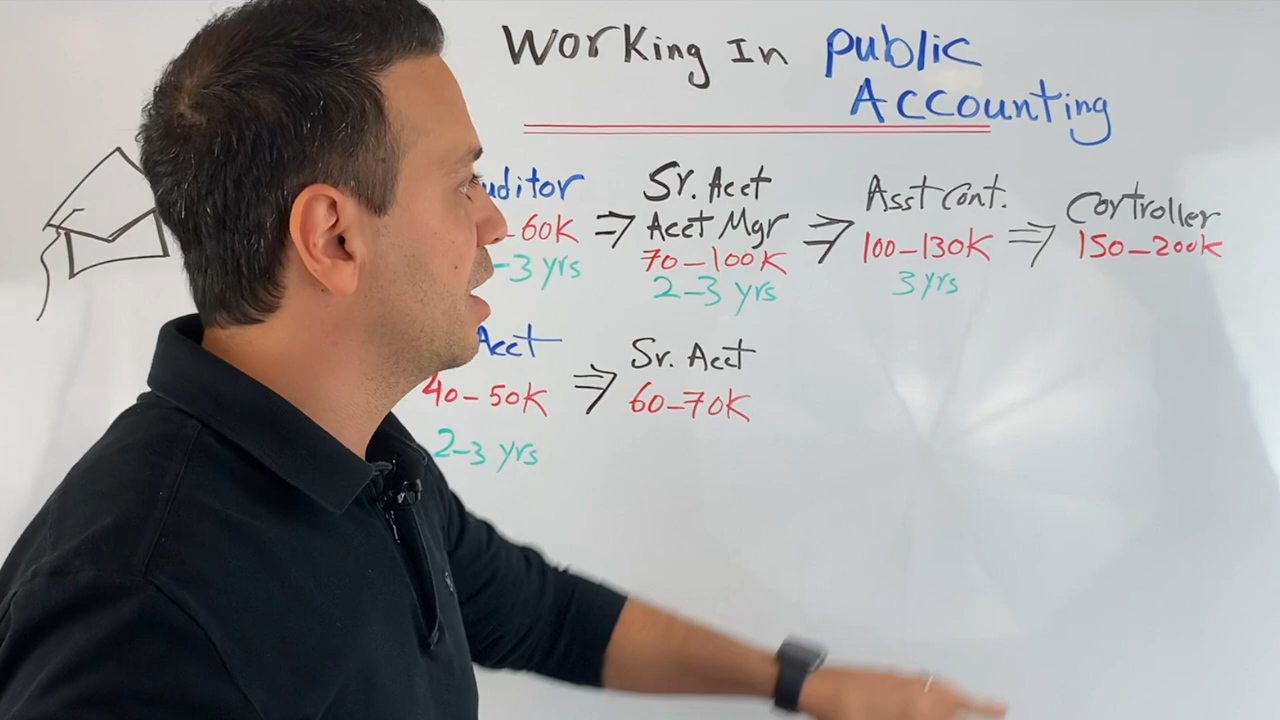 Working In public
Accounting
uditor
-60K
-3 yrs
⇒
Sr. Acct
Acct Mgr
70-100K
2-3 yrs
⇒
Asst Cont.
100-130K
3 yrs
⇒
Controller
150-200K
Acct
40-50K
2-3 yrs
⇒
Sr. Acct
60-70K